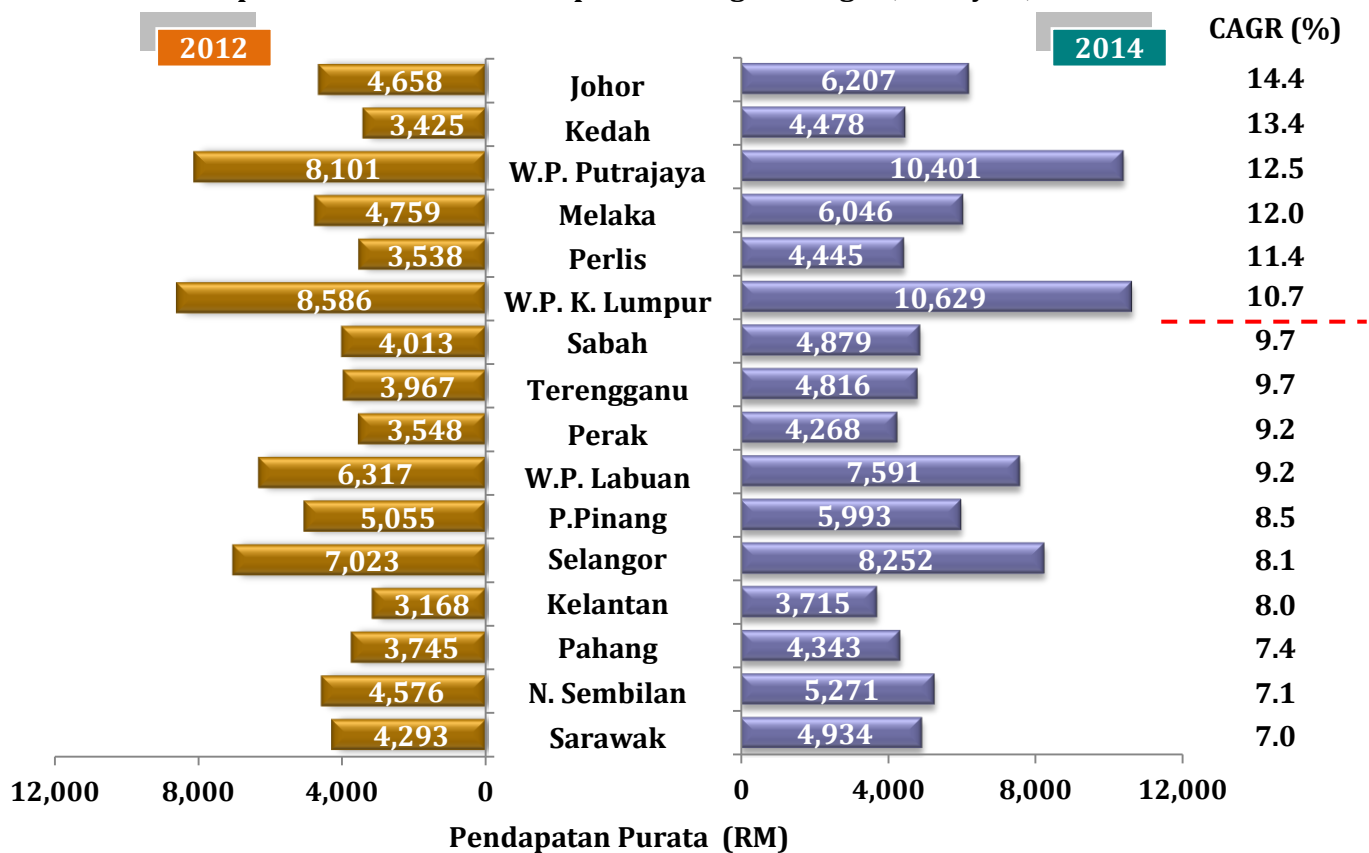 CAGR (%)
2012 2014
4,658 Johor 6,207 14.4
3,425 Kedah 4,478 13.4
8,101 W.P. Putrajaya 10,401 12.5
4,759 Melaka 6,046 12.0
3,538 Perlis 4,445 11.4
8,586 W.P. K. Lumpur 10,629 10.7
4,013 Sabah 4,879 9.7
3,967 Terengganu 4,816 9.7
3,548 Perak 4,268 9.2
6,317 W.P. Labuan 7,591 9.2
5,055 P.Pinang 5,993 8.5
7,023 Selangor 8,252 8.1
3,168 Kelantan 3,715 8.0
3,745 Pahang 4,343 7.4
4,576 N. Sembilan 5,271 7.1
4,293 Sarawak 4,934 7.0
12,000 8,000 4,000 0 0 4,000 8,000 12,000
Pendapatan Purata (RM)